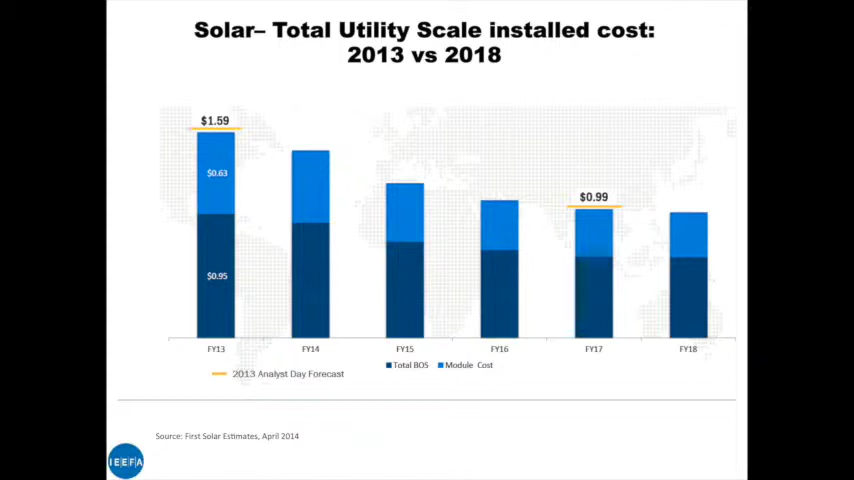 Solar– Total Utility Scale installed cost:
2013 vs 2018
$1.59
$0.63
$0.95
$0.99
FY13 FY14 FY15 FY16 FY17 FY18
Total BOS Module Cost
2013 Analyst Day Forecast
Source: First Solar Estimates, April 2014
IEEFA